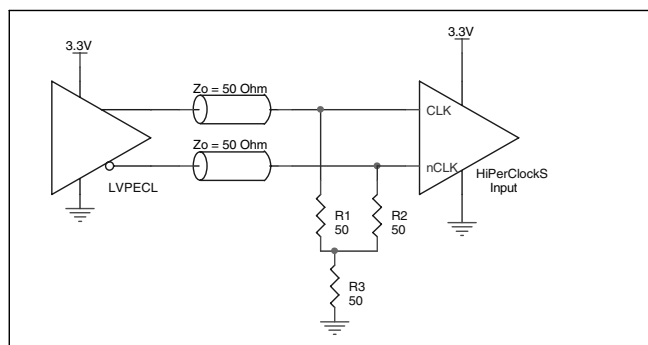 3.3V
3.3V
Zo = 50 Ohm
CLK
Zo = 50 Ohm
nCLK
LVPECL
HiPerClockS
Input
R1
50
R2
50
R3
50